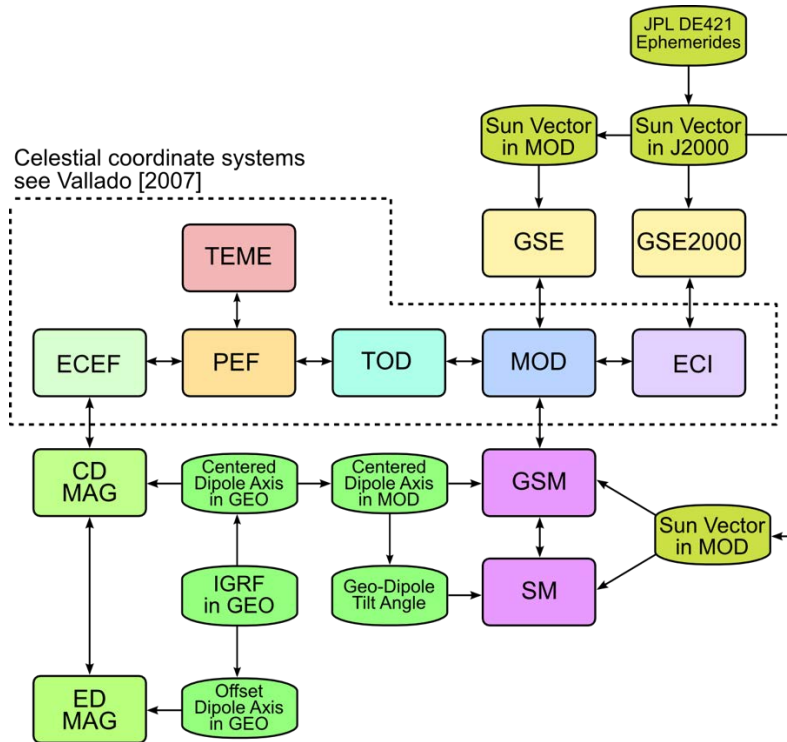 JPL DE421
Ephemerides
Sun Vector
in MOD
Sun Vector
in J2000
Celestial coordinate systems
see Vallado [2007]
TEME
GSE
GSE2000
ECEF
PEF
TOD
MOD
ECI
CD
MAG
Centered
Dipole Axis
in GEO
Centered
Dipole Axis
in MOD
GSM
Sun Vector
in MOD
IGRF
in GEO
Geo-Dipole
Tilt Angle
SM
ED
MAG
Offset
Dipole Axis
in GEO